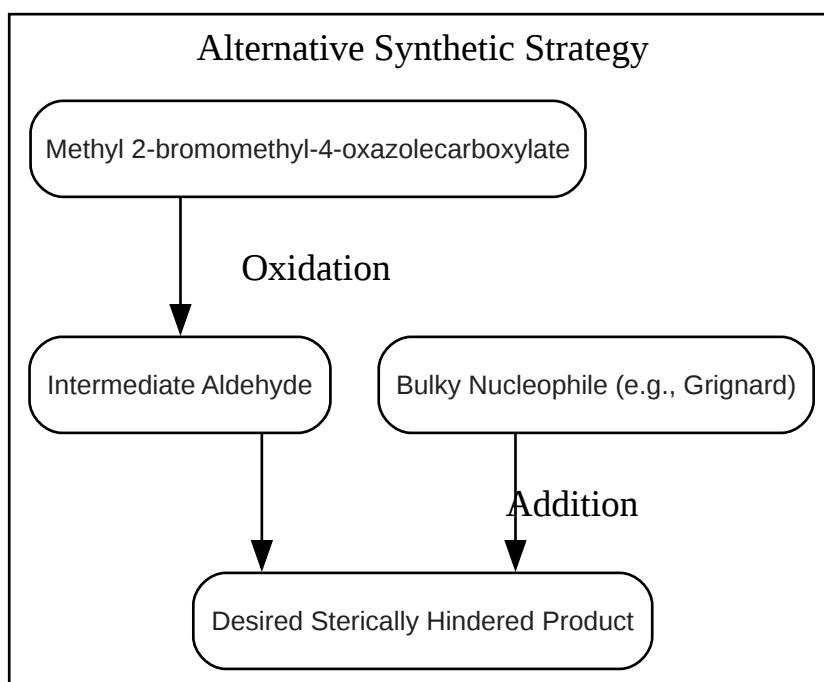 Alternative Synthetic Strategy
Methyl 2-bromomethyl-4-oxazolecarboxylate
Oxidation
Intermediate Aldehyde
Bulky Nucleophile (e.g., Grignard)
Addition
Desired Sterically Hindered Product